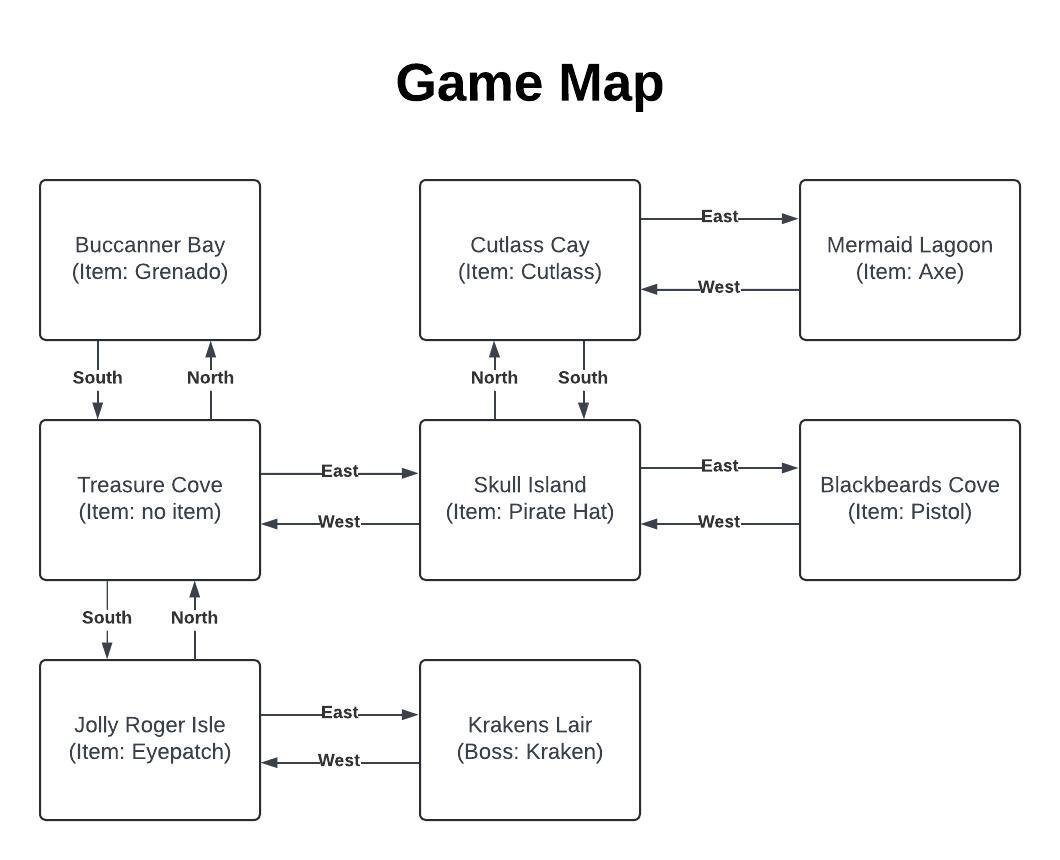 Game Map
Buccanner Bay
(Item: Grenado)
Cutlass Cay
(Item: Cutlass)
East
West
Mermaid Lagoon
(Item: Axe)
South
North
North
South
Treasure Cove
(Item: no item)
East
West
Skull Island
(Item: Pirate Hat)
East
West
Blackbeards Cove
(Item: Pistol)
South
North
Jolly Roger Isle
(Item: Eyepatch)
East
West
Krakens Lair
(Boss: Kraken)